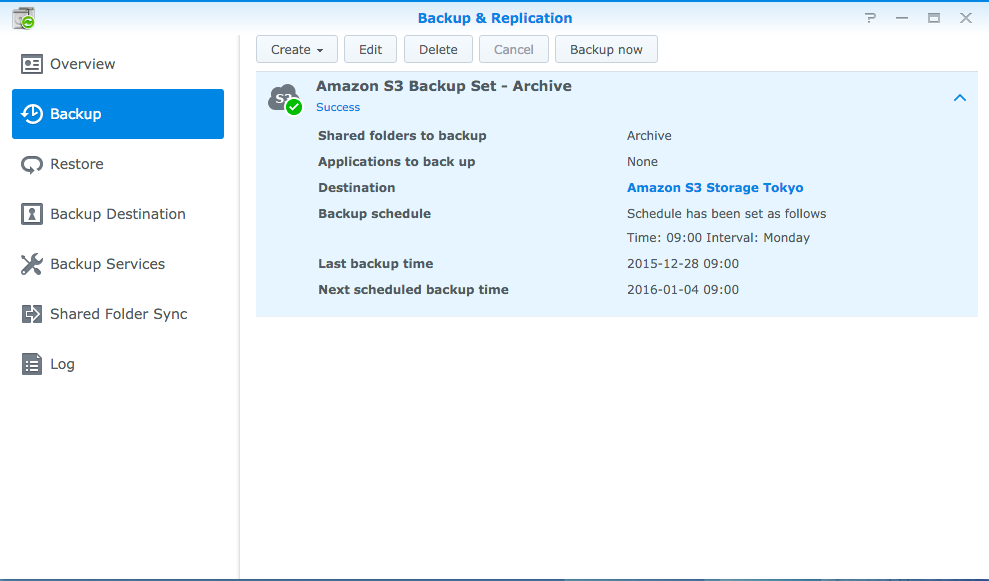 Backup & Replication
Overview
Backup
Restore
Backup Destination
Backup Services
Shared Folder Sync
Log
Create
Edit
Delete
Cancel
Backup now
S3
Amazon S3 Backup Set - Archive
Success
Shared folders to backup Archive
Applications to back up None
Destination Amazon S3 Storage Tokyo
Backup schedule Schedule has been set as follows
Time: 09:00 Interval: Monday
Last backup time 2015-12-28 09:00
Next scheduled backup time 2016-01-04 09:00